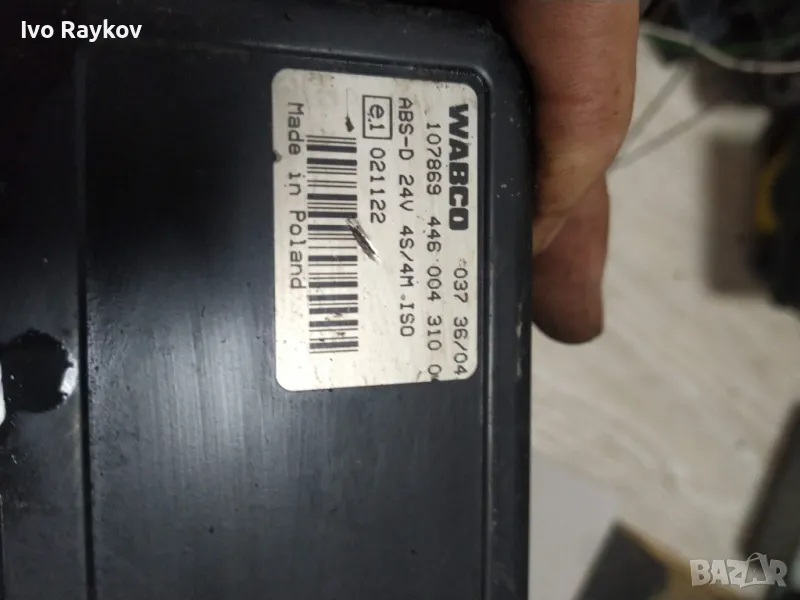 Ivo Raykov
WABCO 037 36/04
107869 446 004 310 0
ABS-D 24V 4S/4M ISO
e1 021122
Made in Poland
BAZAR